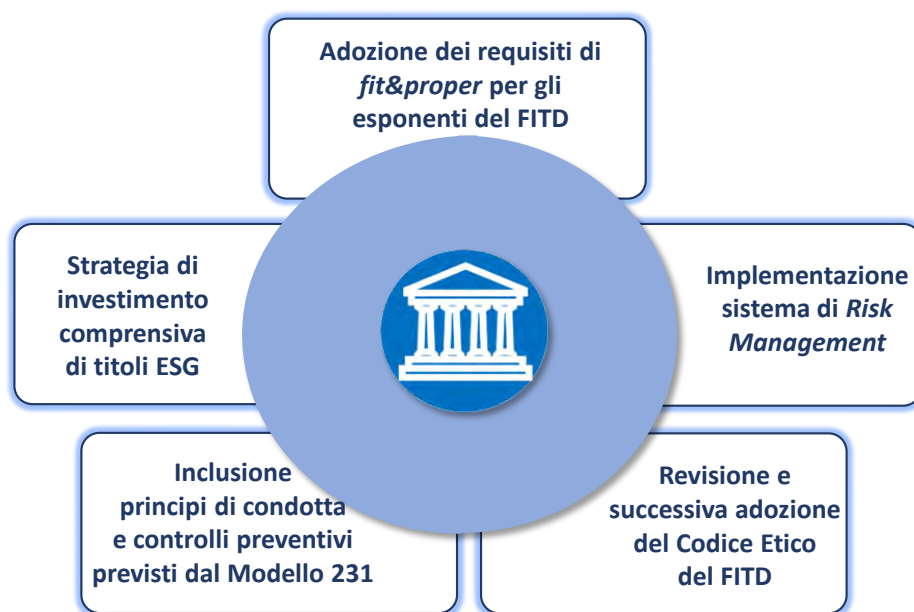 Adozione dei requisiti di
fit&proper per gli
esponenti del FITD
Strategia di
investimento
comprensiva
di titoli ESG
Implementazione
sistema di Risk
Management
Inclusione
principi di condotta
e controlli preventivi
previsti dal Modello 231
Revisione e
successiva adozione
del Codice Etico
del FITD